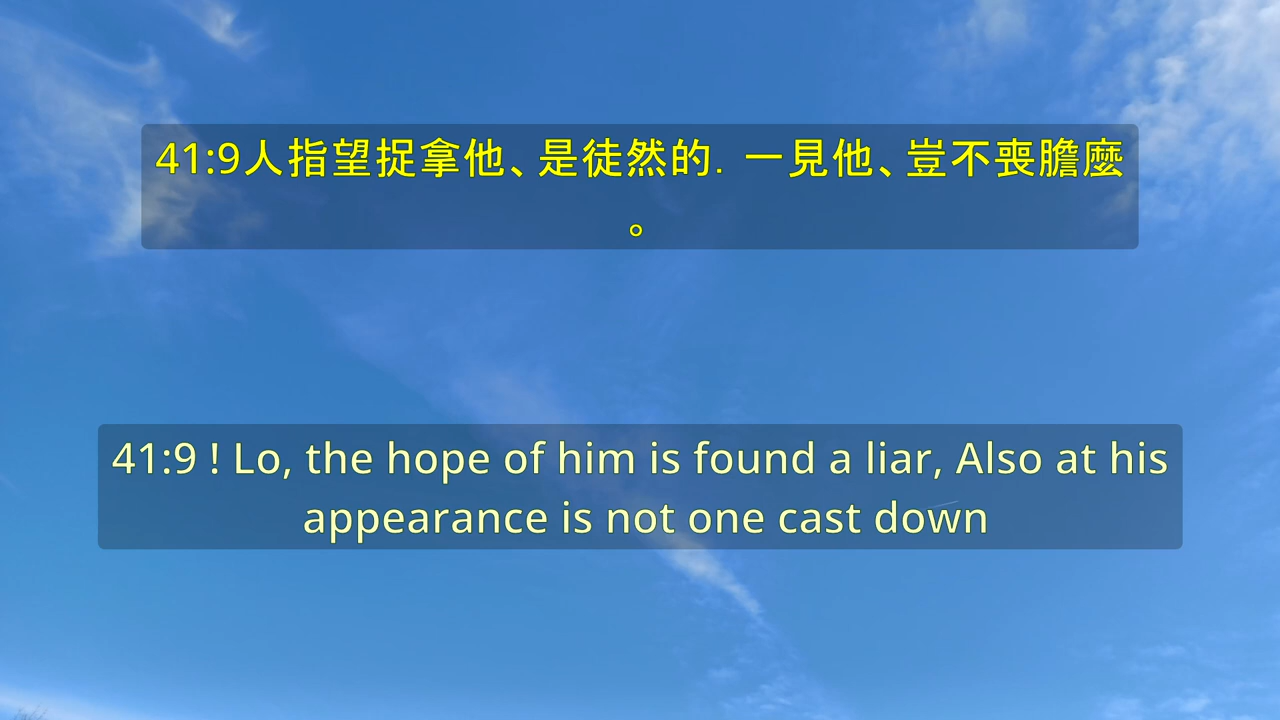 41:9人指望捉拿他、是徒然的．一見他、豈不喪膽麼
。
41:9 ! Lo, the hope of him is found a liar, Also at his
appearance is not one cast down